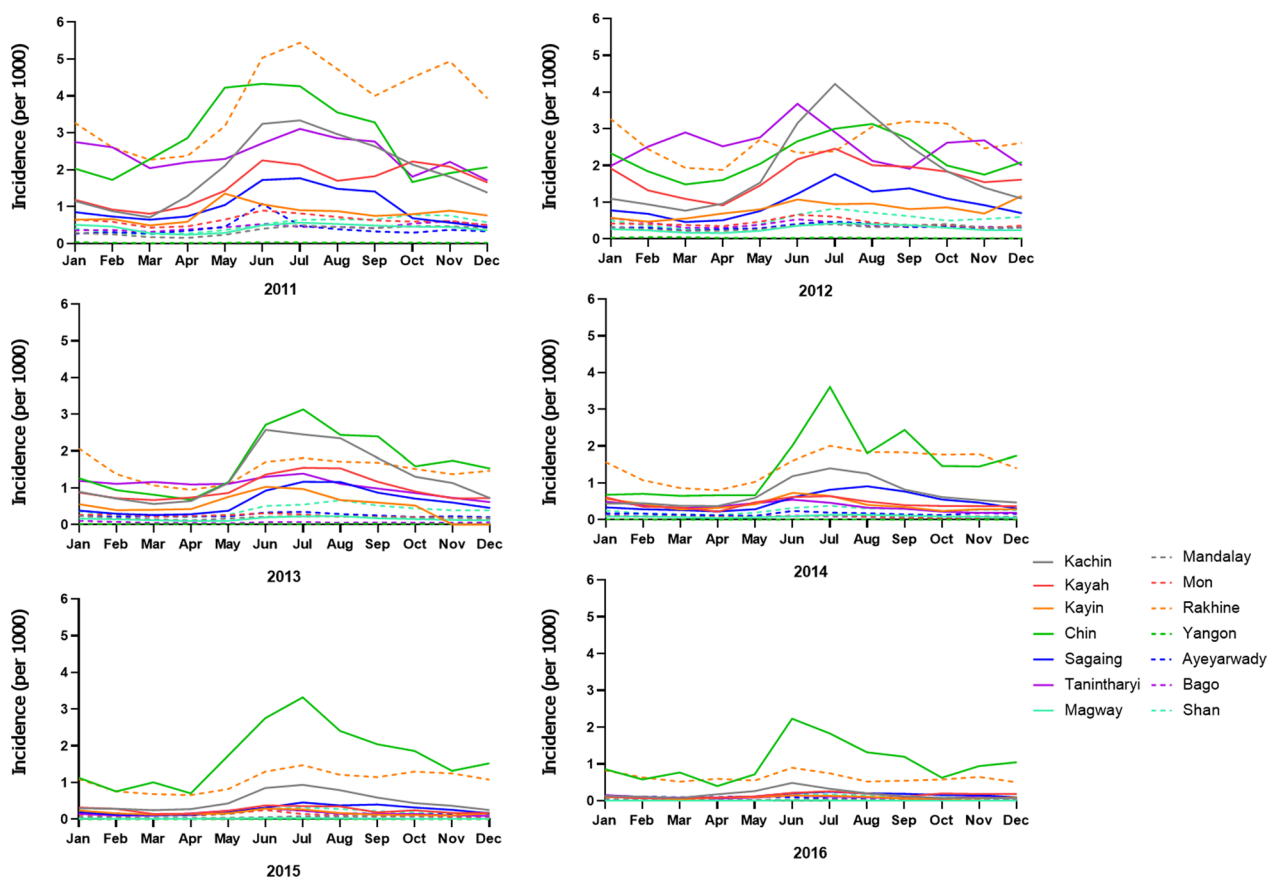 Incidence (per 1000)
6
5
4
3
2
1
0
Jan Feb Mar Apr May Jun Jul Aug Sep Oct Nov Dec
2011
Incidence (per 1000)
6
5
4
3
2
1
0
Jan Feb Mar Apr May Jun Jul Aug Sep Oct Nov Dec
2012
Incidence (per 1000)
6
5
4
3
2
1
0
Jan Feb Mar Apr May Jun Jul Aug Sep Oct Nov Dec
2013
Incidence (per 1000)
6
5
4
3
2
1
0
Jan Feb Mar Apr May Jun Jul Aug Sep Oct Nov Dec
2014
Incidence (per 1000)
6
5
4
3
2
1
0
Jan Feb Mar Apr May Jun Jul Aug Sep Oct Nov Dec
2015
Incidence (per 1000)
6
5
4
3
2
1
0
Jan Feb Mar Apr May Jun Jul Aug Sep Oct Nov Dec
2016
Kachin
Kayah
Kayin
Chin
Sagaing
Tanintharyi
Magway
Mandalay
Mon
Rakhine
Yangon
Ayeyarwady
Bago
Shan